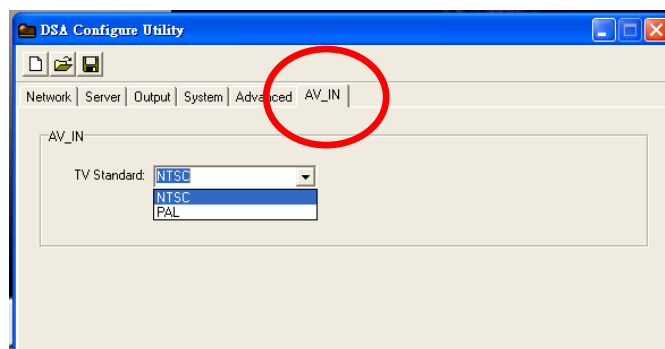 DSA Configure Utility
Network Server Output System Advanced AV_IN
AV_IN
TV Standard: NTSC
NTSC
PAL